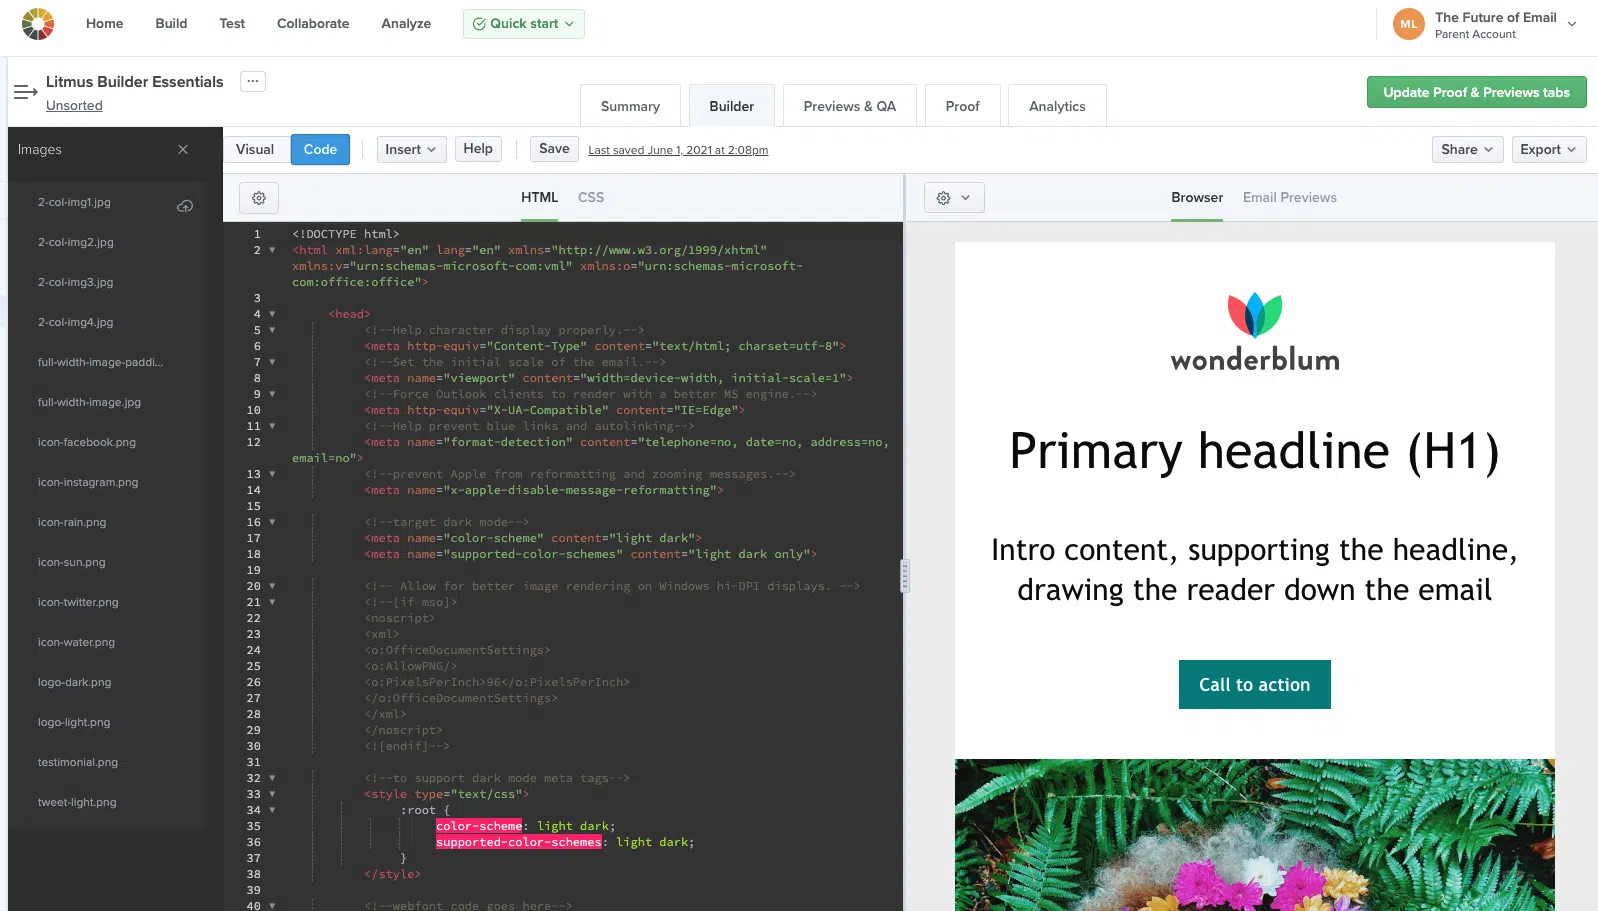 Home Build Test Collaborate Analyze Quick start
ML The Future of Email
Parent Account
Litmus Builder Essentials ...
Unsorted
Summary Builder Previews & QA Proof Analytics
Update Proof & Previews tabs
Images
Visual Code Insert Help Save Last saved June 1, 2021 at 2:08pm
Share Export
2-col-img1.jpg
2-col-img2.jpg
2-col-img3.jpg
2-col-img4.jpg
full-width-image-paddi...
full-width-image.jpg
icon-facebook.png
icon-instagram.png
icon-rain.png
icon-sun.png
icon-twitter.png
icon-water.png
logo-dark.png
logo-light.png
testimonial.png
tweet-light.png
HTML CSS
1 <!DOCTYPE html>
2 <html xml:lang="en" lang="en" xmlns="http://www.w3.org/1999/xhtml"
xmlns:v="urn:schemas-microsoft-com:vml" xmlns:o="urn:schemas-microsoft-
com:office:office">
3
4 <head>
5 <!--Help character display properly.-->
6 <meta http-equiv="Content-Type" content="text/html; charset=utf-8">
7 <!--Set the initial scale of the email.-->
8 <meta name="viewport" content="width=device-width, initial-scale=1">
9 <!--Force Outlook clients to render with a better MS engine.-->
10 <meta http-equiv="X-UA-Compatible" content="IE=Edge">
11 <!--Help prevent blue links and autolinking-->
12 <meta name="format-detection" content="telephone=no, date=no, address=no,
email=no">
13 <!--prevent Apple from reformatting and zooming messages.-->
14 <meta name="x-apple-disable-message-reformatting">
15
16 <!--target dark mode-->
17 <meta name="color-scheme" content="light dark">
18 <meta name="supported-color-schemes" content="light dark only">
19
20 <!-- Allow for better image rendering on Windows hi-DPI displays. -->
21 <!--[if mso]>
22 <noscript>
23 <xml>
24 <o:OfficeDocumentSettings>
25 <o:AllowPNG/>
26 <o:PixelsPerInch>96</o:PixelsPerInch>
27 </o:OfficeDocumentSettings>
28 </xml>
29 </noscript>
30 <![endif]-->
31
32 <!--to support dark mode meta tags-->
33 <style type="text/css">
34 :root {
35 color-scheme: light dark;
36 supported-color-schemes: light dark;
37 }
38 </style>
39
40 <!--webfont code goes here-->
Browser Email Previews
wonderblum
Primary headline (H1)
Intro content, supporting the headline,
drawing the reader down the email
Call to action